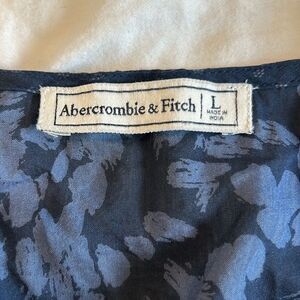 Abercrombie & Fitch L
MADE IN
INDIA